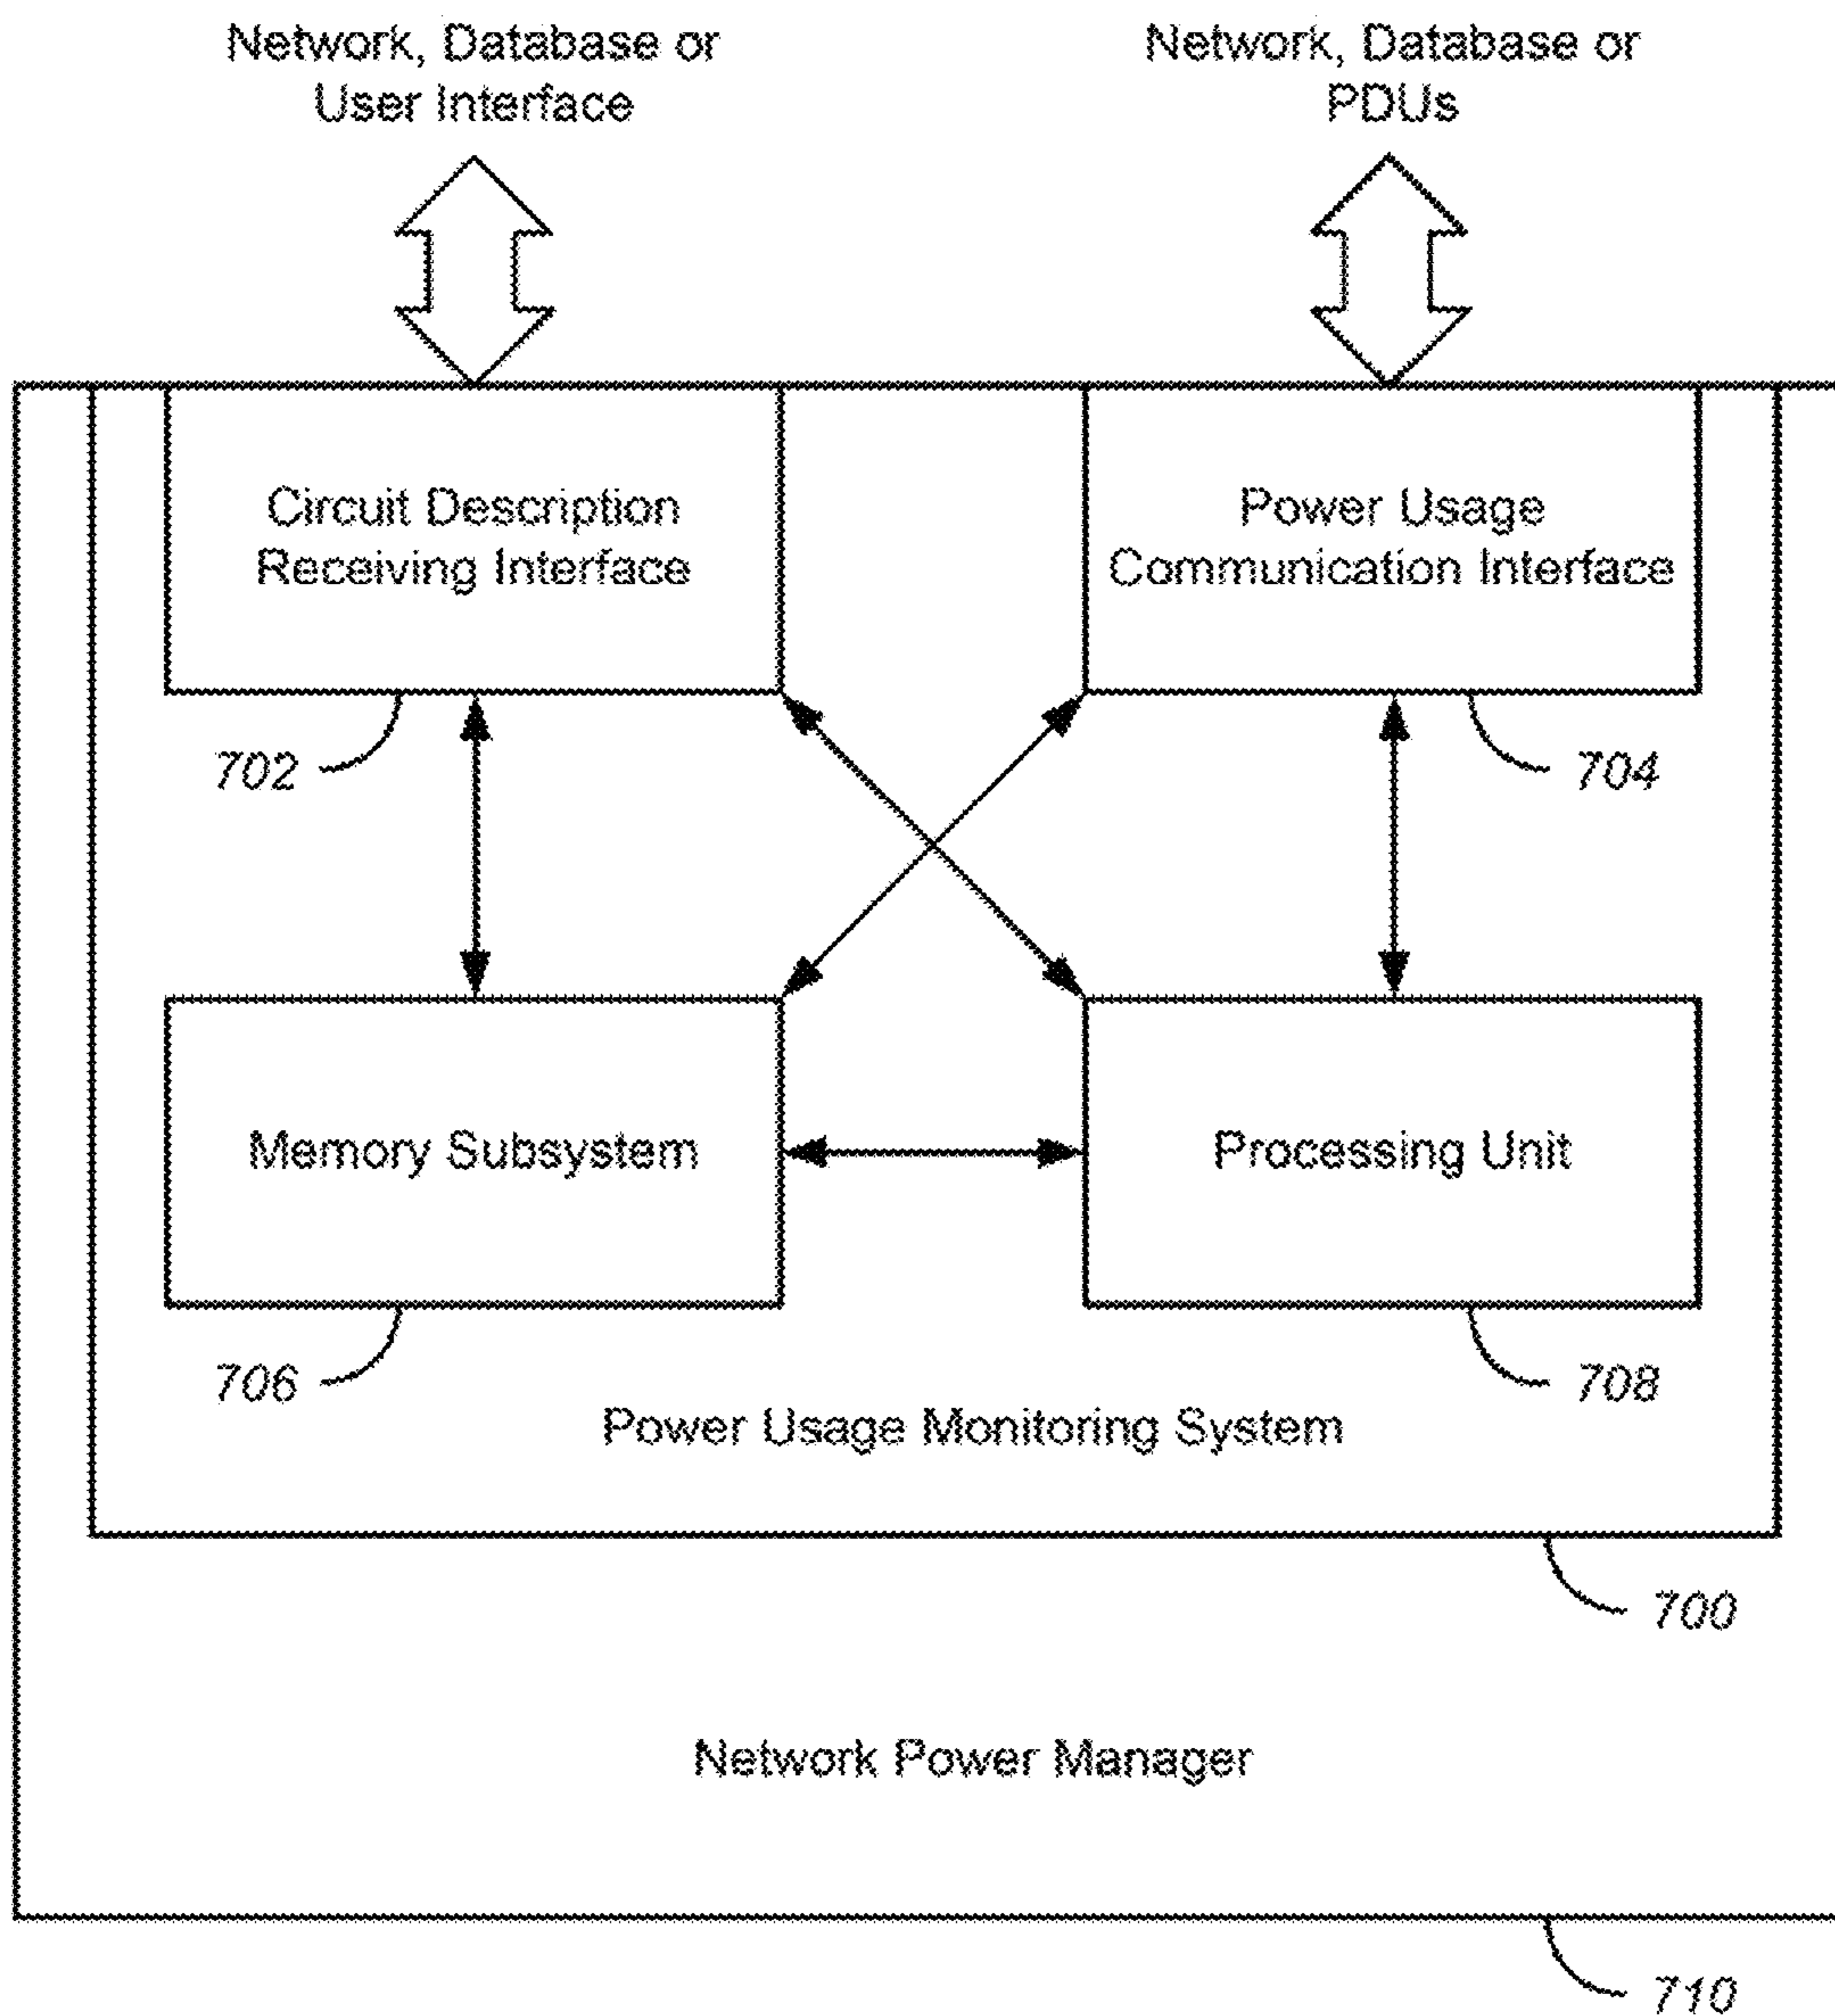 Network, Database or
User Interface
Network, Database or
PDUs
Circuit Description
Receiving Interface
Power Usage
Communication Interface
702
704
Memory Subsystem
Processing Unit
706
708
Power Usage Monitoring System
700
Network Power Manager
710